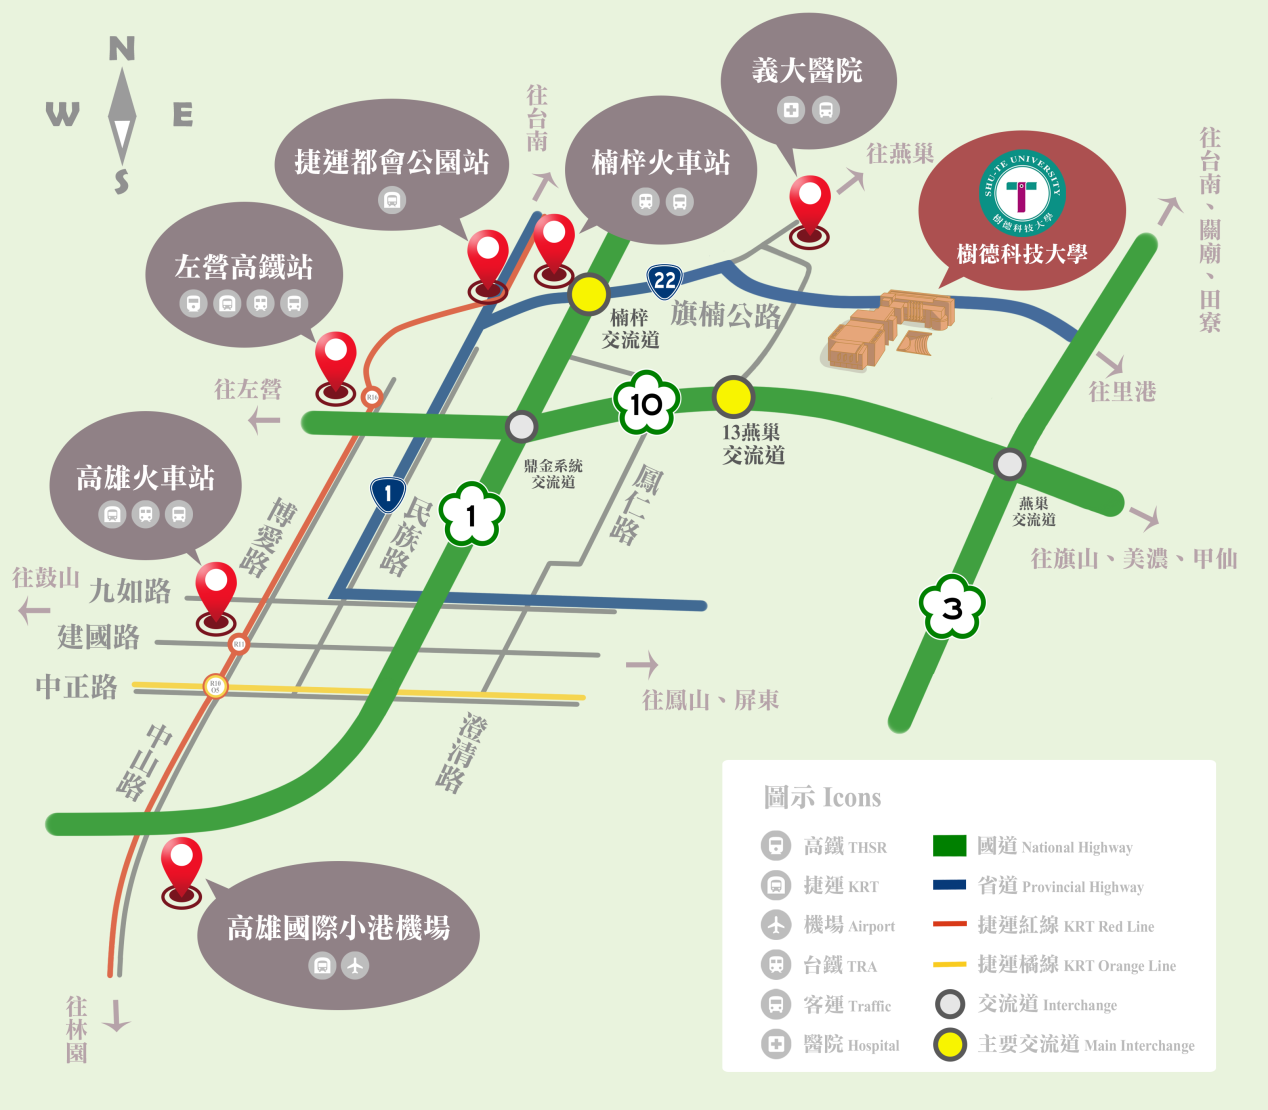 N
W
E
S
義大醫院
往台南
捷運都會公園站
楠梓火車站
往燕巢
SHU-TE UNIVERSITY
樹德科技大學
樹德科技大學
往台南、關廟、田寮
左營高鐵站
22
旗楠公路
楠梓
交流道
往左營
R16
10
往里港
13燕巢
交流道
鼎金系統
交流道
高雄火車站
1
1
博愛路
民族路
鳳仁路
燕巢
交流道
往旗山、美濃、甲仙
往鼓山
九如路
3
建國路
R11
中正路
R10
O5
往鳳山、屏東
中山路
澄清路
高雄國際小港機場
往林園
圖示 Icons
高鐵 THSR
國道 National Highway
捷運 KRT
省道 Provincial Highway
機場 Airport
捷運紅線 KRT Red Line
台鐵 TRA
捷運橘線 KRT Orange Line
客運 Traffic
交流道 Interchange
醫院 Hospital
主要交流道 Main Interchange